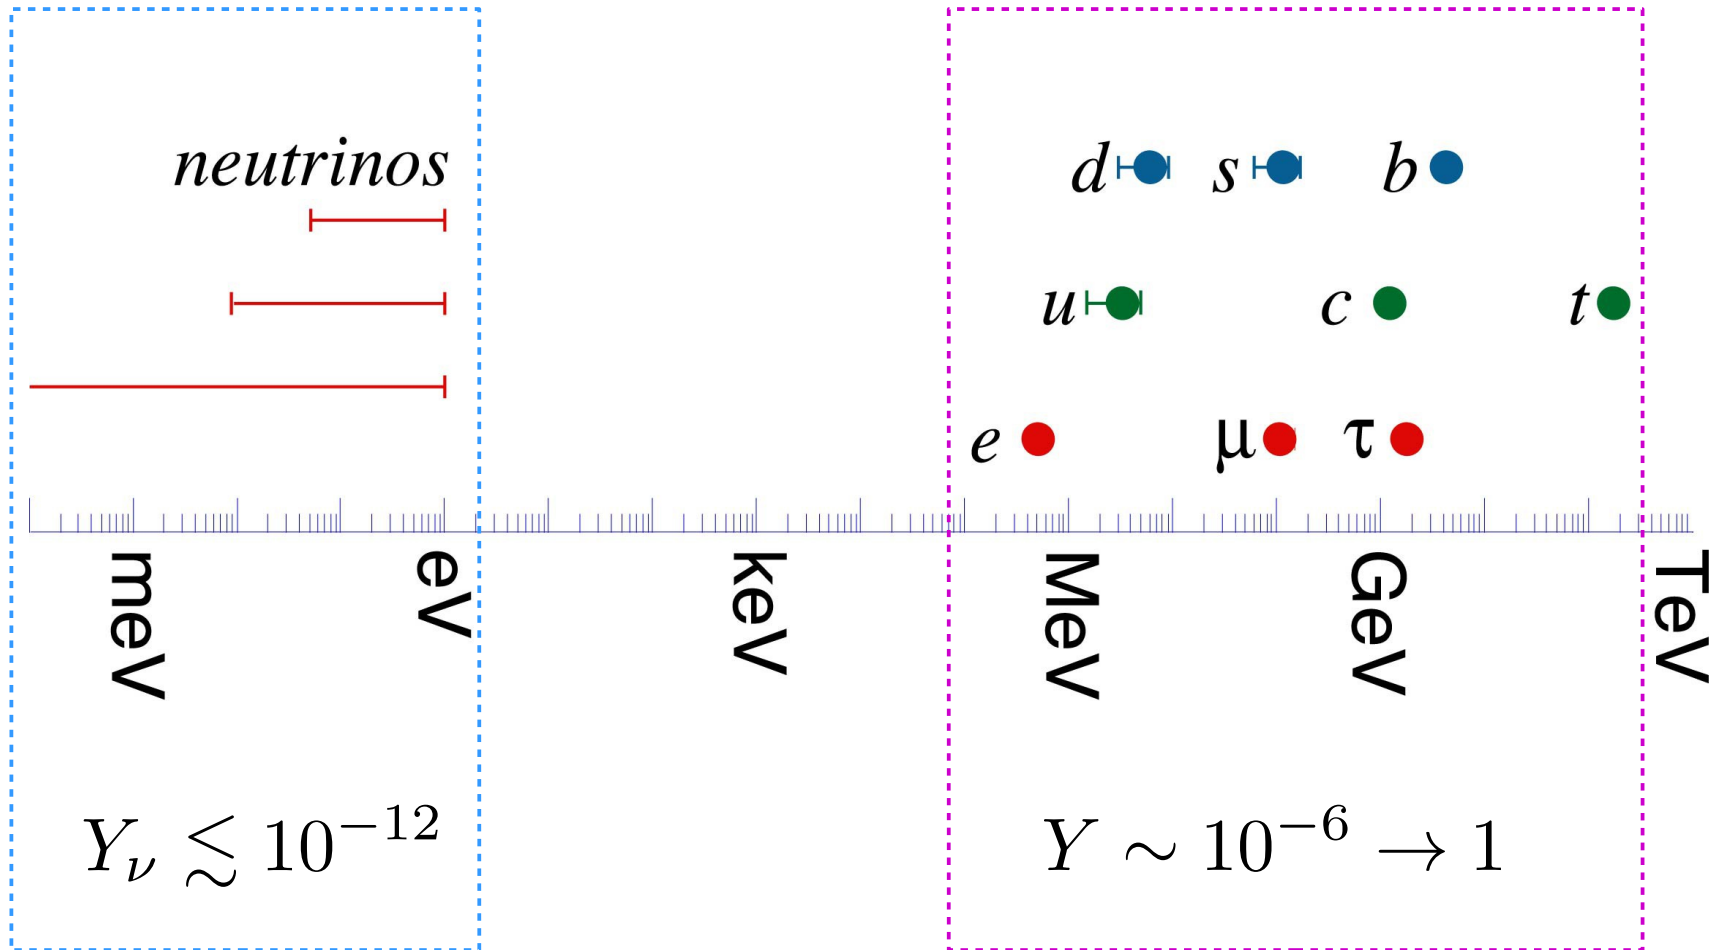 neutrinos
d s b
u c t
e μ τ
meV eV keV MeV GeV TeV
Y_ν ≲ 10^{-12}
Y ∼ 10^{-6} → 1